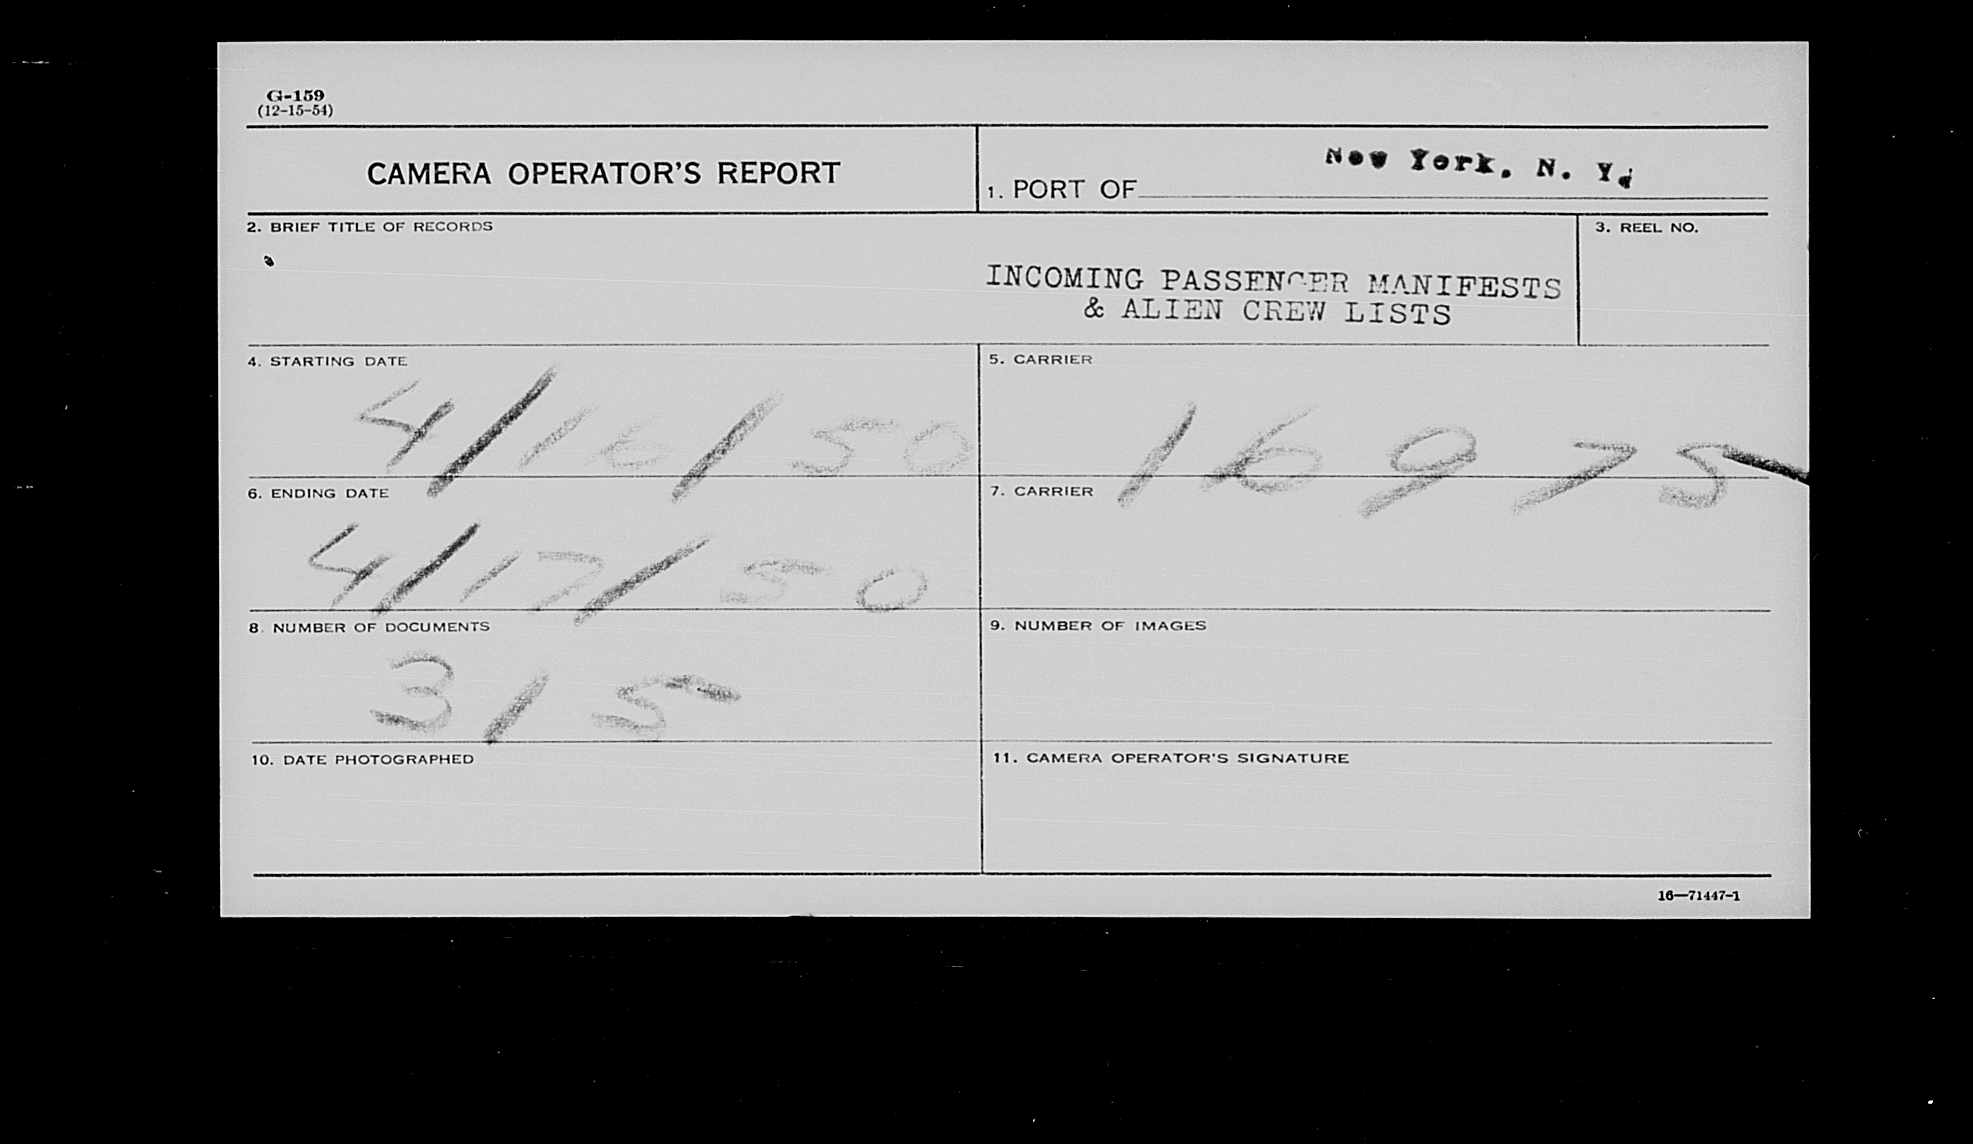 G-159
(12-15-54)
CAMERA OPERATOR'S REPORT
1. PORT OF New York, N. Y.
2. BRIEF TITLE OF RECORDS
INCOMING PASSENGER MANIFESTS
& ALIEN CREW LISTS
3. REEL NO.
4. STARTING DATE
4/16/50
5. CARRIER
16975
6. ENDING DATE
4/17/50
7. CARRIER
8. NUMBER OF DOCUMENTS
315
9. NUMBER OF IMAGES
10. DATE PHOTOGRAPHED
11. CAMERA OPERATOR'S SIGNATURE
16—71447-1